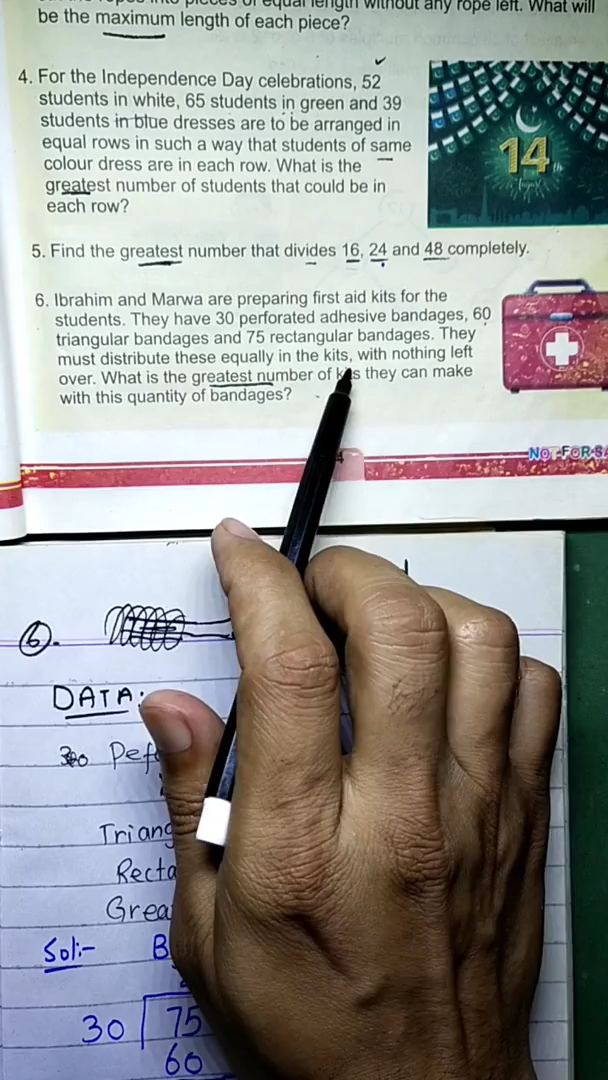 be the maximum length of each piece?
4. For the Independence Day celebrations, 52
students in white, 65 students in green and 39
students in blue dresses are to be arranged in
equal rows in such a way that students of same
colour dress are in each row. What is the
greatest number of students that could be in
each row?
14
August
5. Find the greatest number that divides 16, 24 and 48 completely.
6. Ibrahim and Marwa are preparing first aid kits for the
students. They have 30 perforated adhesive bandages, 60
triangular bandages and 75 rectangular bandages. They
must distribute these equally in the kits, with nothing left
over. What is the greatest number of kits they can make
with this quantity of bandages?
NOT FOR SA
6.
DATA:
Triang
Recta
Grea
Sol:- B
30 75
60